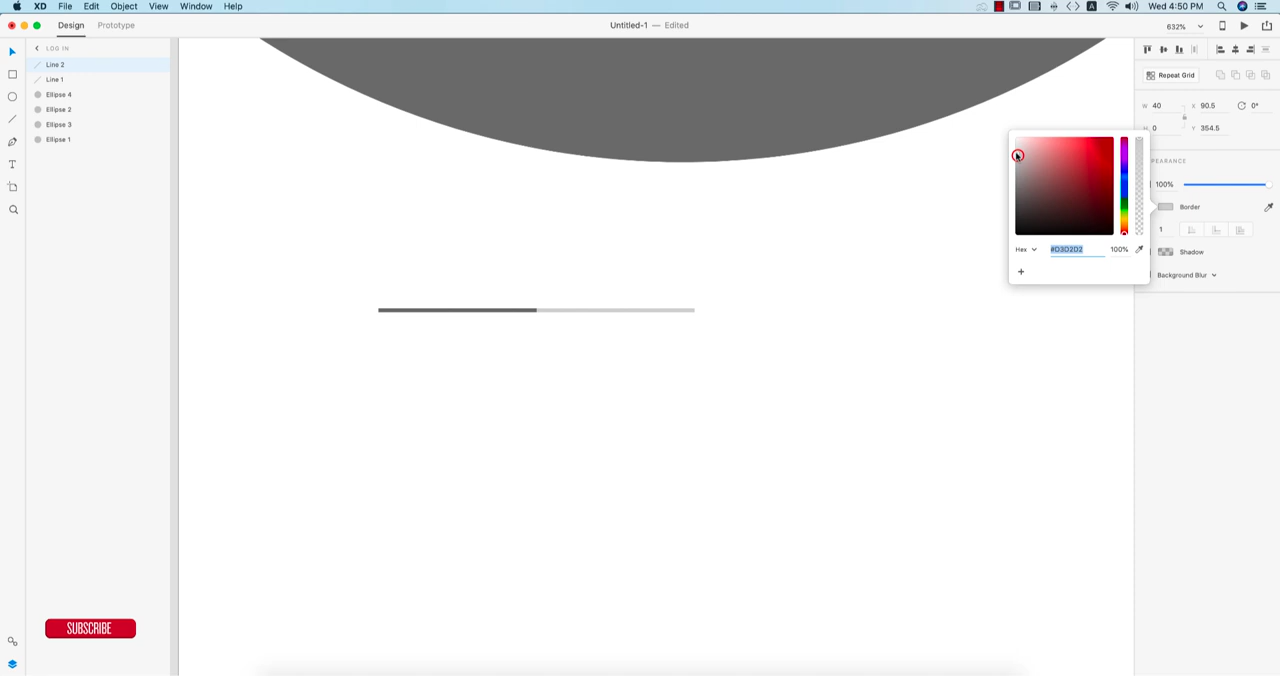 XD File Edit Object View Window Help
A Wed 4:50 PM
Design Prototype
Untitled-1 — Edited
632%
LOG IN
Line 2
Line 1
Ellipse 4
Ellipse 2
Ellipse 3
Ellipse 1
Repeat Grid
W 40 X 90.5 0°
0 Y 354.5
PEARANCE
100%
Border
1
Shadow
Background Blur
Hex #D3D2D2 100%
+
SUBSCRIBE